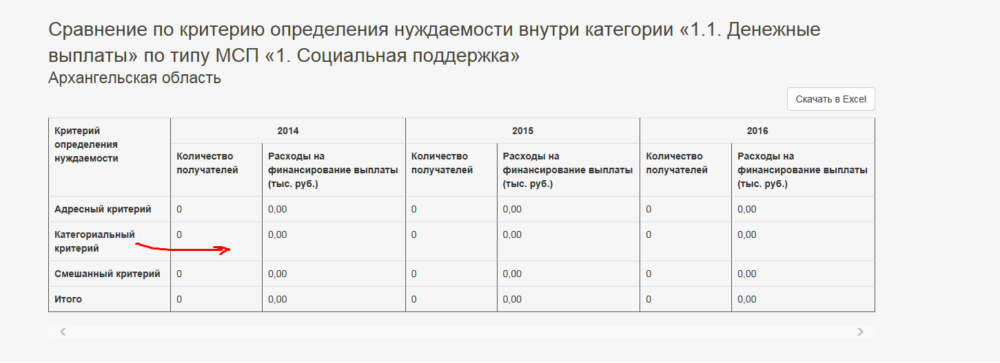 Сравнение по критерию определения нуждаемости внутри категории «1.1. Денежные
выплаты» по типу МСП «1. Социальная поддержка»
Архангельская область
Скачать в Excel
Критерий
определения
нуждаемости
2014
2015
2016
Количество
получателей
Расходы на
финансирование выплаты
(тыс. руб.)
Количество
получателей
Расходы на
финансирование выплаты
(тыс. руб.)
Количество
получателей
Расходы на
финансирование выплаты
(тыс. руб.)
Адресный критерий 0 0,00 0 0,00 0 0,00
Категориальный
критерий
0 0,00 0 0,00 0 0,00
Смешанный критерий 0 0,00 0 0,00 0 0,00
Итого 0 0,00 0 0,00 0 0,00